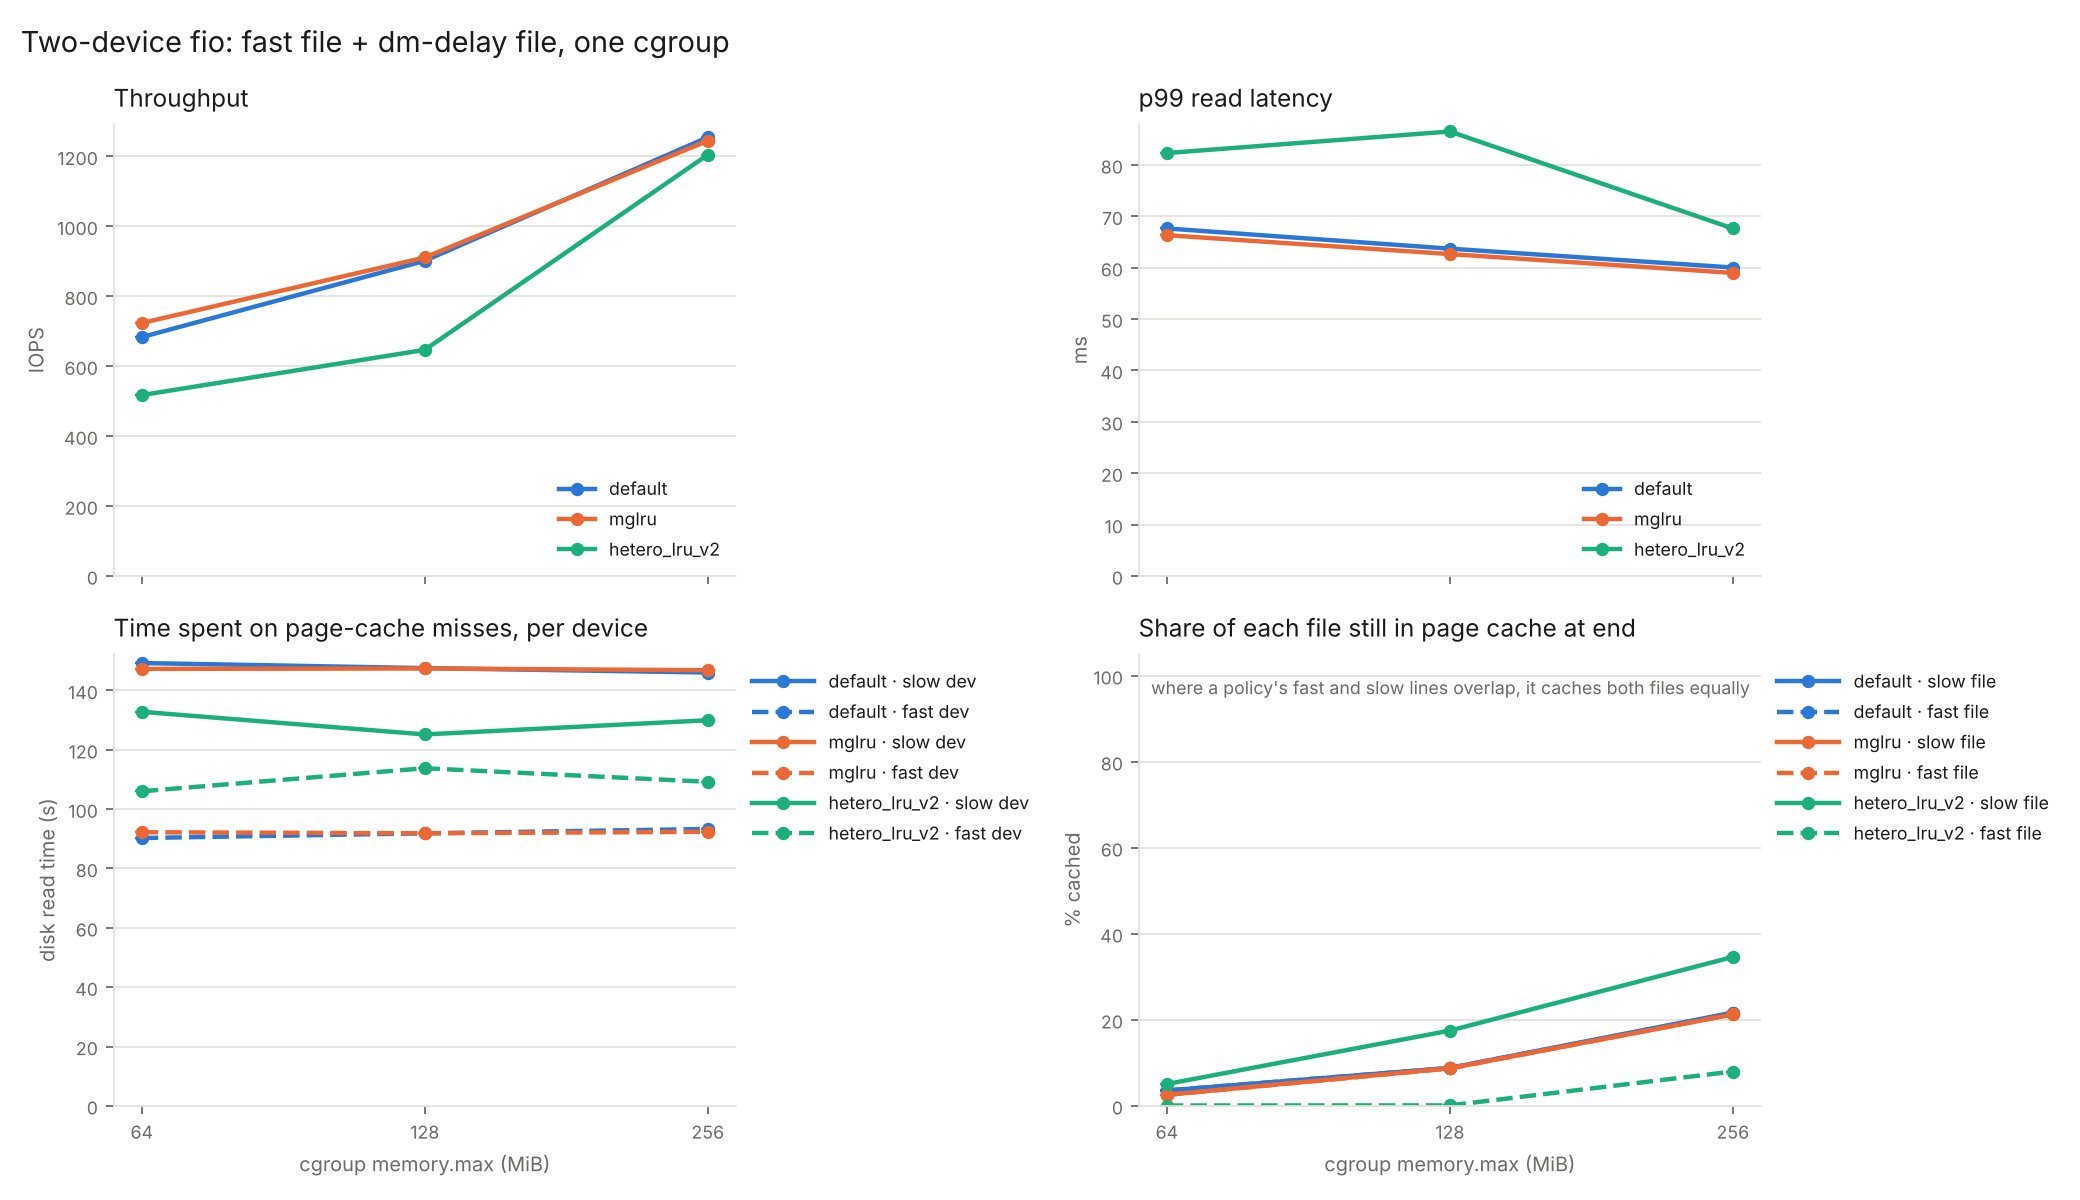 Two-device fio: fast file + dm-delay file, one cgroup
Throughput
IOPS
1200
1000
800
600
400
200
0
default
mglru
hetero_lru_v2
p99 read latency
ms
80
70
60
50
40
30
20
10
0
default
mglru
hetero_lru_v2
Time spent on page-cache misses, per device
disk read time (s)
140
120
100
80
60
40
20
0
64
128
256
cgroup memory.max (MiB)
default · slow dev
default · fast dev
mglru · slow dev
mglru · fast dev
hetero_lru_v2 · slow dev
hetero_lru_v2 · fast dev
Share of each file still in page cache at end
where a policy's fast and slow lines overlap, it caches both files equally
% cached
100
80
60
40
20
0
64
128
256
cgroup memory.max (MiB)
default · slow file
default · fast file
mglru · slow file
mglru · fast file
hetero_lru_v2 · slow file
hetero_lru_v2 · fast file